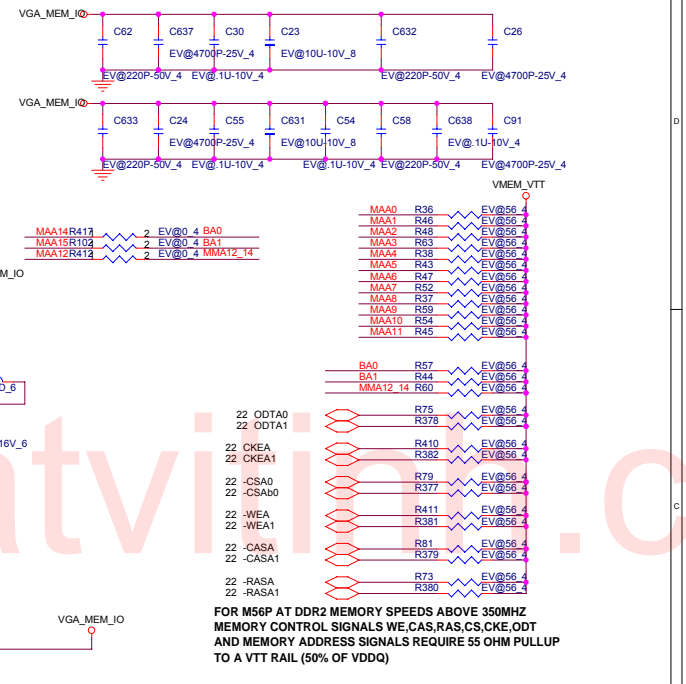 VGA_MEM_IO
C62 C637 C30 C23 C632 C26
EV@4700P-25V_4 EV@10U-10V_8
EV@220P-50V_4 EV@.1U-10V_4 EV@220P-50V_4 EV@4700P-25V_4
VGA_MEM_IO
C633 C24 C55 C631 C54 C58 C638 C91
EV@4700P-25V_4 EV@10U-10V_8 EV@.1U-10V_4
EV@220P-50V_4 EV@.1U-10V_4 EV@.1U-10V_4 EV@220P-50V_4 EV@4700P-25V_4
D
VMEM_VTT
MAA0 R36 EV@56_4
MAA1 R46 EV@56_4
MAA2 R48 EV@56_4
MAA3 R63 EV@56_4
MAA4 R38 EV@56_4
MAA5 R43 EV@56_4
MAA6 R47 EV@56_4
MAA7 R52 EV@56_4
MAA8 R37 EV@56_4
MAA9 R59 EV@56_4
MAA10 R54 EV@56_4
MAA11 R45 EV@56_4
MAA14 R417 2 EV@0_4 BA0
MAA15 R102 2 EV@0_4 BA1
MAA12 R412 2 EV@0_4 MMA12_14
M_IO
BA0 R57 EV@56_4
BA1 R44 EV@56_4
MMA12_14 R60 EV@56_4
D_6
22 ODTA0 R75 EV@56_4
22 ODTA1 R378 EV@56_4
16V_6
22 CKEA R410 EV@56_4
22 CKEA1 R382 EV@56_4
22 -CSA0 R79 EV@56_4
22 -CSAb0 R377 EV@56_4
C
22 -WEA R411 EV@56_4
22 -WEA1 R381 EV@56_4
22 -CASA R81 EV@56_4
22 -CASA1 R379 EV@56_4
22 -RASA R73 EV@56_4
22 -RASA1 R380 EV@56_4
atvitinh.c
VGA_MEM_IO
FOR M56P AT DDR2 MEMORY SPEEDS ABOVE 350MHZ
MEMORY CONTROL SIGNALS WE,CAS,RAS,CS,CKE,ODT
AND MEMORY ADDRESS SIGNALS REQUIRE 55 OHM PULLUP
TO A VTT RAIL (50% OF VDDQ)